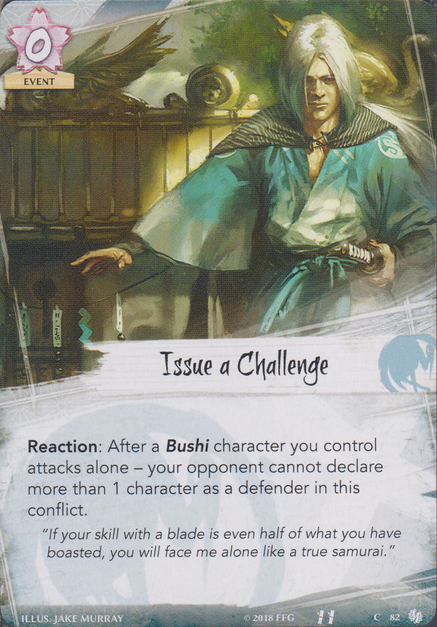 0
EVENT
Issue a Challenge
Reaction: After a Bushi character you control
attacks alone – your opponent cannot declare
more than 1 character as a defender in this
conflict.
“If your skill with a blade is even half of what you have
boasted, you will face me alone like a true samurai.”
ILLUS. JAKE MURRAY © 2018 FFG C 82